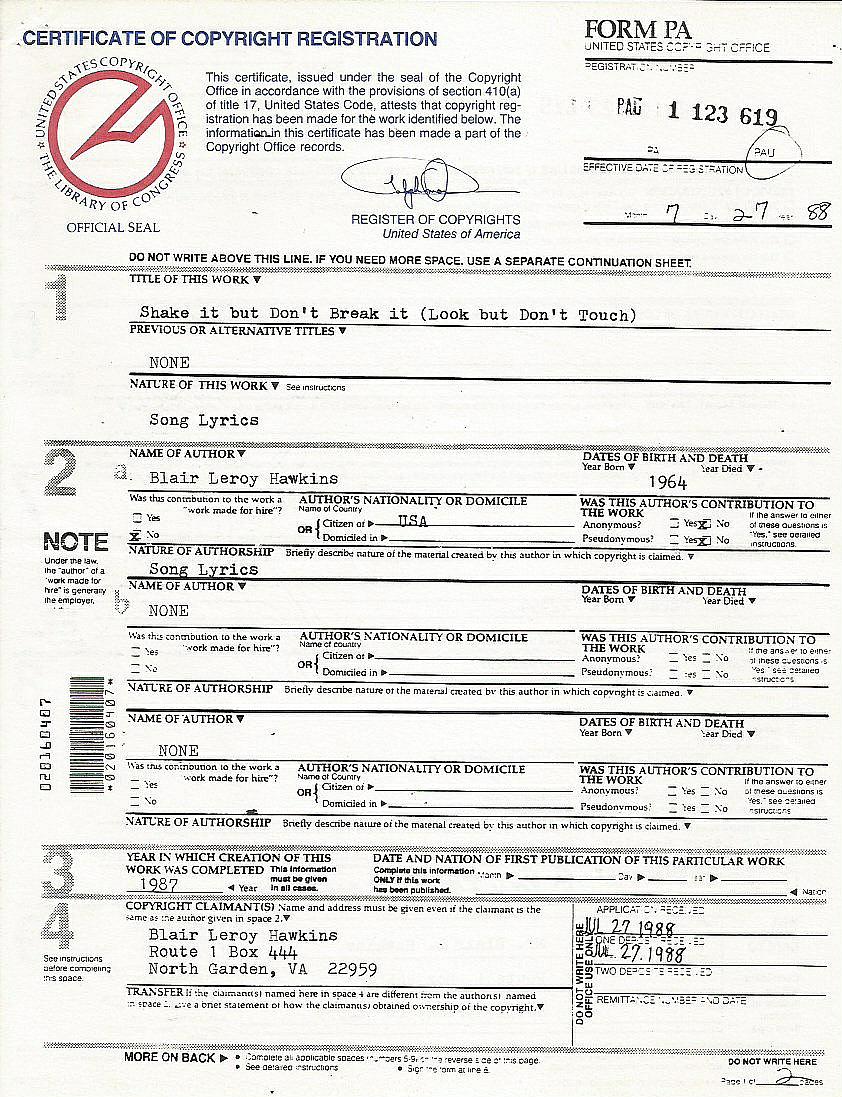 CERTIFICATE OF COPYRIGHT REGISTRATION
FORM PA
UNITED STATES COPYRIGHT OFFICE
REGISTRATION NUMBER
UNITED STATES COPYRIGHT OFFICE
THE LIBRARY OF CONGRESS
OFFICIAL SEAL
This certificate, issued under the seal of the Copyright
Office in accordance with the provisions of section 410(a)
of title 17, United States Code, attests that copyright reg-
istration has been made for the work identified below. The
information in this certificate has been made a part of the
Copyright Office records.
REGISTER OF COPYRIGHTS
United States of America
PAU 1 123 619
PA PAU
EFFECTIVE DATE OF REGISTRATION
7 27 88
DO NOT WRITE ABOVE THIS LINE. IF YOU NEED MORE SPACE, USE A SEPARATE CONTINUATION SHEET.
1
TITLE OF THIS WORK ▼
Shake it but Don't Break it (Look but Don't Touch)
PREVIOUS OR ALTERNATIVE TITLES ▼
NONE
NATURE OF THIS WORK ▼ See instructions
Song Lyrics
2
NAME OF AUTHOR ▼
DATES OF BIRTH AND DEATH
Year Born ▼ Year Died ▼
a. Blair Leroy Hawkins
1964
Was this contribution to the work a
"work made for hire"?
Yes
X No
AUTHOR'S NATIONALITY OR DOMICILE
Name of Country
OR { Citizen of ▶ USA
Domiciled in ▶
WAS THIS AUTHOR'S CONTRIBUTION TO
THE WORK
Anonymous? Yes X No
Pseudonymous? Yes X No
If the answer to either
of these questions is
"Yes," see detailed
instructions.
NOTE
Under the law,
the "author" of a
"work made for
hire" is generally
the employer,
NATURE OF AUTHORSHIP Briefly describe nature of the material created by this author in which copyright is claimed. ▼
Song Lyrics
NAME OF AUTHOR ▼
DATES OF BIRTH AND DEATH
Year Born ▼ Year Died ▼
b NONE
Was this contribution to the work a
"work made for hire"?
Yes
No
AUTHOR'S NATIONALITY OR DOMICILE
Name of country
OR { Citizen of ▶
Domiciled in ▶
WAS THIS AUTHOR'S CONTRIBUTION TO
THE WORK
Anonymous? Yes No
Pseudonymous? Yes No
If the answer to either
of these questions is
"Yes," see detailed
instructions.
NATURE OF AUTHORSHIP Briefly describe nature of the material created by this author in which copyright is claimed. ▼
*02160407*
02160407
NAME OF AUTHOR ▼
DATES OF BIRTH AND DEATH
Year Born ▼ Year Died ▼
c NONE
Was this contribution to the work a
"work made for hire"?
Yes
No
AUTHOR'S NATIONALITY OR DOMICILE
Name of Country
OR { Citizen of ▶
Domiciled in ▶
WAS THIS AUTHOR'S CONTRIBUTION TO
THE WORK
Anonymous? Yes No
Pseudonymous? Yes No
If the answer to either
of these questions is
"Yes," see detailed
instructions.
NATURE OF AUTHORSHIP Briefly describe nature of the material created by this author in which copyright is claimed. ▼
3
YEAR IN WHICH CREATION OF THIS
WORK WAS COMPLETED This information
must be given
in all cases.
1987 ◀ Year
DATE AND NATION OF FIRST PUBLICATION OF THIS PARTICULAR WORK
Complete this information
ONLY if this work
has been published.
Month ▶ Day ▶ Year ▶
◀ Nation
4
See instructions
before completing
this space.
COPYRIGHT CLAIMANT(S) Name and address must be given even if the claimant is the
same as the author given in space 2.▼
Blair Leroy Hawkins
Route 1 Box 444
North Garden, VA 22959
TRANSFER If the claimant(s) named here in space 4 are different from the author(s) named
in space 2, give a brief statement of how the claimant(s) obtained ownership of the copyright.▼
DO NOT WRITE HERE
OFFICE USE ONLY
APPLICATION RECEIVED
JUL 27 1988
ONE DEPOSIT RECEIVED
JUL 27. 1988
TWO DEPOSITS RECEIVED
REMITTANCE NUMBER AND DATE
MORE ON BACK ▶
• Complete all applicable spaces (numbers 5-9) on the reverse side of this page.
• See detailed instructions
• Sign the form at line 8.
DO NOT WRITE HERE
Page 1 of 2 pages